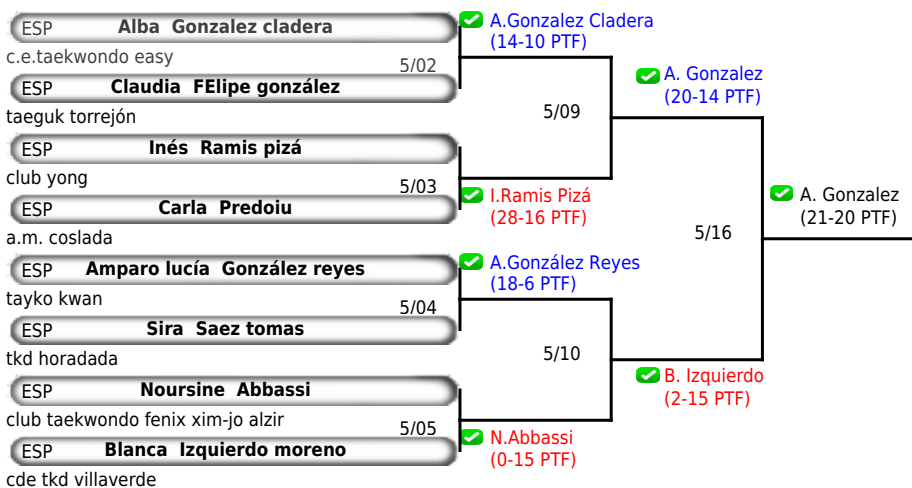 ESP Alba Gonzalez cladera
c.e.taekwondo easy
5/02
ESP Claudia FElipe gonzález
taeguk torrejón
ESP Inés Ramis pizá
club yong
5/03
ESP Carla Predoiu
a.m. coslada
ESP Amparo lucía González reyes
tayko kwan
5/04
ESP Sira Saez tomas
tkd horadada
ESP Noursine Abbassi
club taekwondo fenix xim-jo alzir
5/05
ESP Blanca Izquierdo moreno
cde tkd villaverde
A.Gonzalez Cladera
(14-10 PTF)
5/09
I.Ramis Pizá
(28-16 PTF)
A.González Reyes
(18-6 PTF)
5/10
N.Abbassi
(0-15 PTF)
A. Gonzalez
(20-14 PTF)
5/16
B. Izquierdo
(2-15 PTF)
A. Gonzalez
(21-20 PTF)